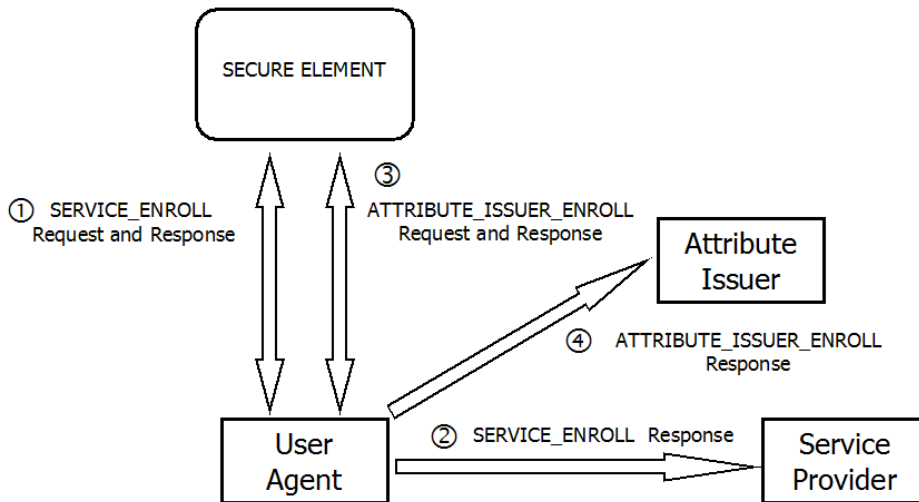 SECURE ELEMENT
① SERVICE_ENROLL
Request and Response
③
ATTRIBUTE_ISSUER_ENROLL
Request and Response
Attribute
Issuer
④ ATTRIBUTE_ISSUER_ENROLL
Response
User
Agent
② SERVICE_ENROLL Response
Service
Provider